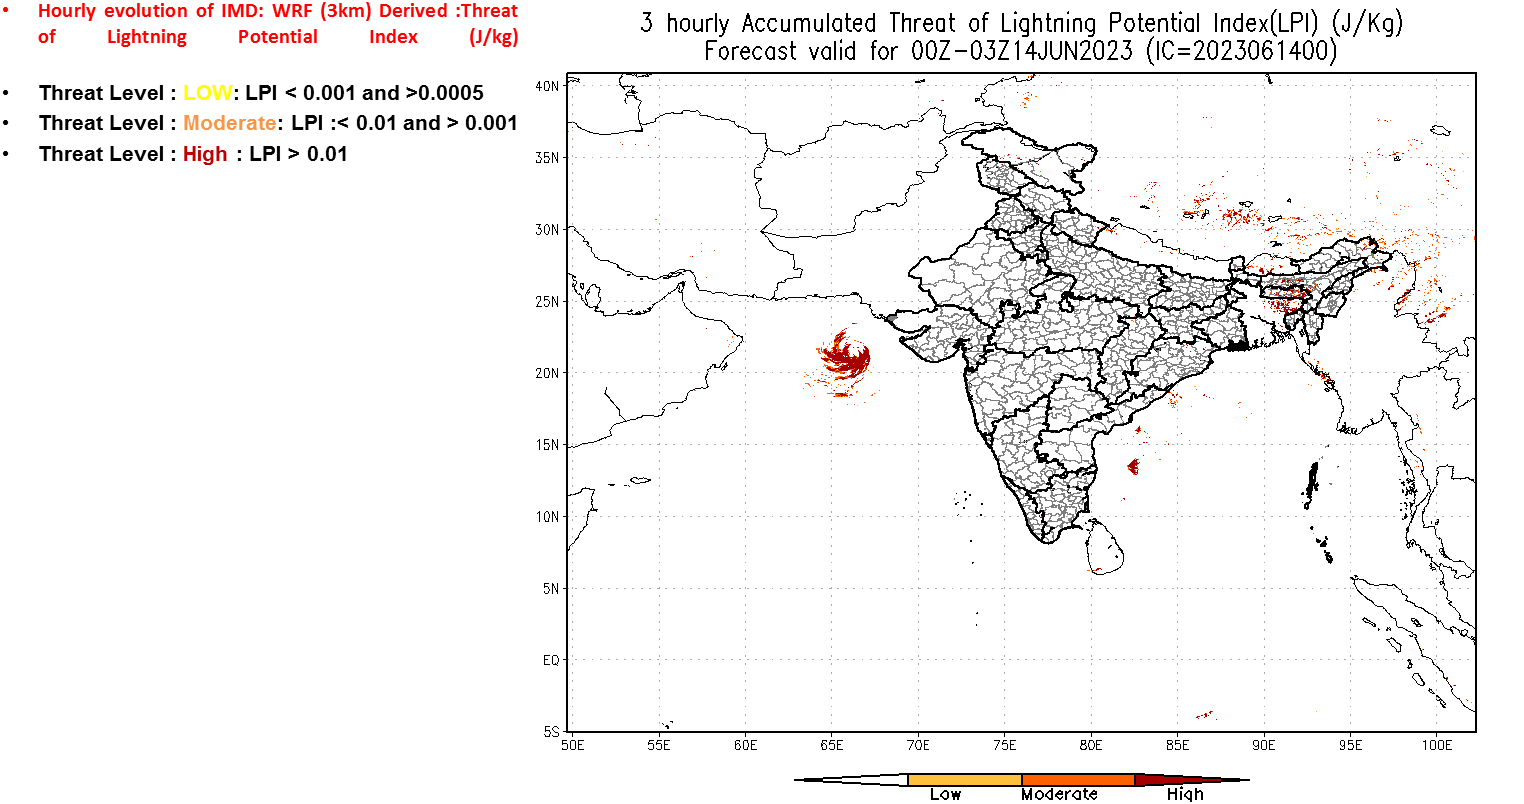 • Hourly evolution of IMD: WRF (3km) Derived :Threat
of Lightning Potential Index (J/kg)
• Threat Level : LOW: LPI < 0.001 and >0.0005
• Threat Level : Moderate: LPI :< 0.01 and > 0.001
• Threat Level : High : LPI > 0.01
3 hourly Accumulated Threat of Lightning Potential Index(LPI) (J/Kg)
Forecast valid for 00Z-03Z14JUN2023 (IC=2023061400)
40N
35N
30N
25N
20N
15N
10N
5N
EQ
5S
50E 55E 60E 65E 70E 75E 80E 85E 90E 95E 100E
Low Moderate High